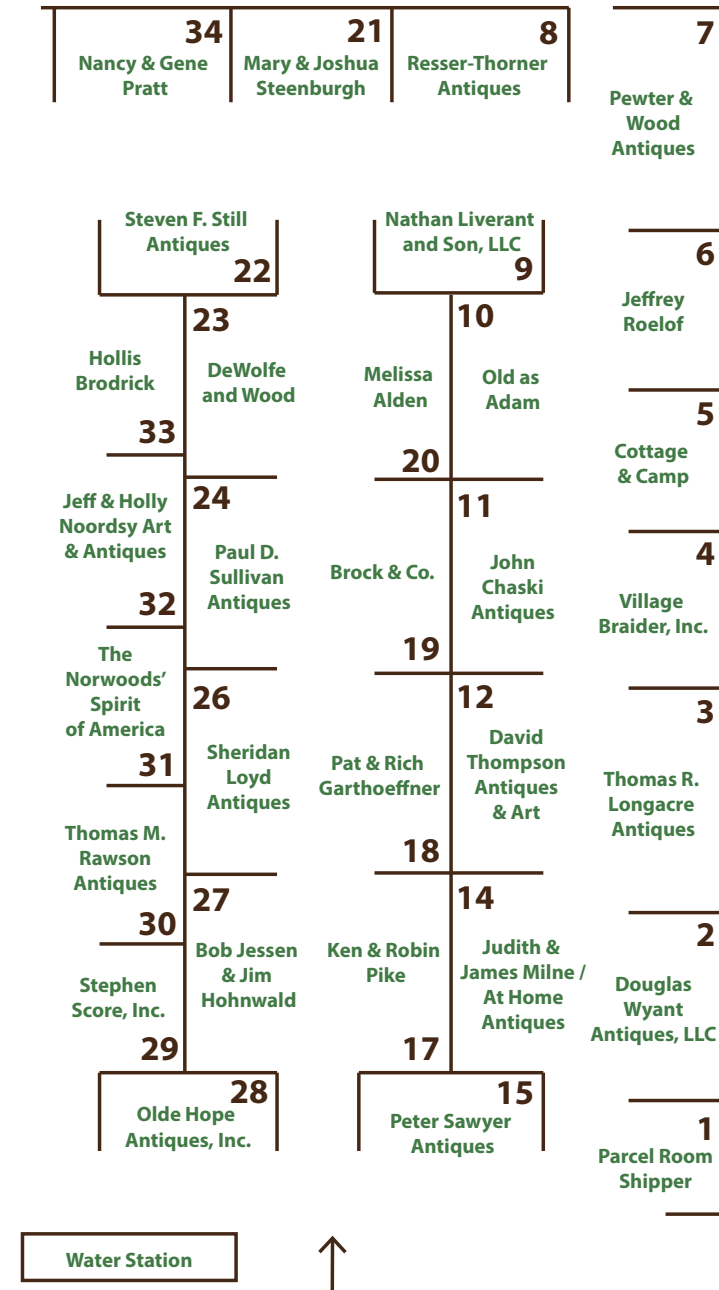 34
Nancy & Gene
Pratt
21
Mary & Joshua
Steenburgh
8
Resser-Thorner
Antiques
7
Pewter &
Wood
Antiques
Steven F. Still
Antiques
22
Nathan Liverant
and Son, LLC
9
6
Jeffrey
Roelof
23
DeWolfe
and Wood
Hollis
Brodrick
33
10
Old as
Adam
Melissa
Alden
20
5
Cottage
& Camp
Jeff & Holly
Noordsy Art
& Antiques
32
24
Paul D.
Sullivan
Antiques
Brock & Co.
19
11
John
Chaski
Antiques
4
Village
Braider, Inc.
The
Norwoods’
Spirit
of America
31
26
Sheridan
Loyd
Antiques
Pat & Rich
Garthoeffner
18
12
David
Thompson
Antiques
& Art
3
Thomas R.
Longacre
Antiques
Thomas M.
Rawson
Antiques
30
27
Bob Jessen
& Jim
Hohnwald
Ken & Robin
Pike
17
14
Judith &
James Milne /
At Home
Antiques
2
Douglas
Wyant
Antiques, LLC
Stephen
Score, Inc.
29
28
Olde Hope
Antiques, Inc.
15
Peter Sawyer
Antiques
1
Parcel Room
Shipper
Water Station